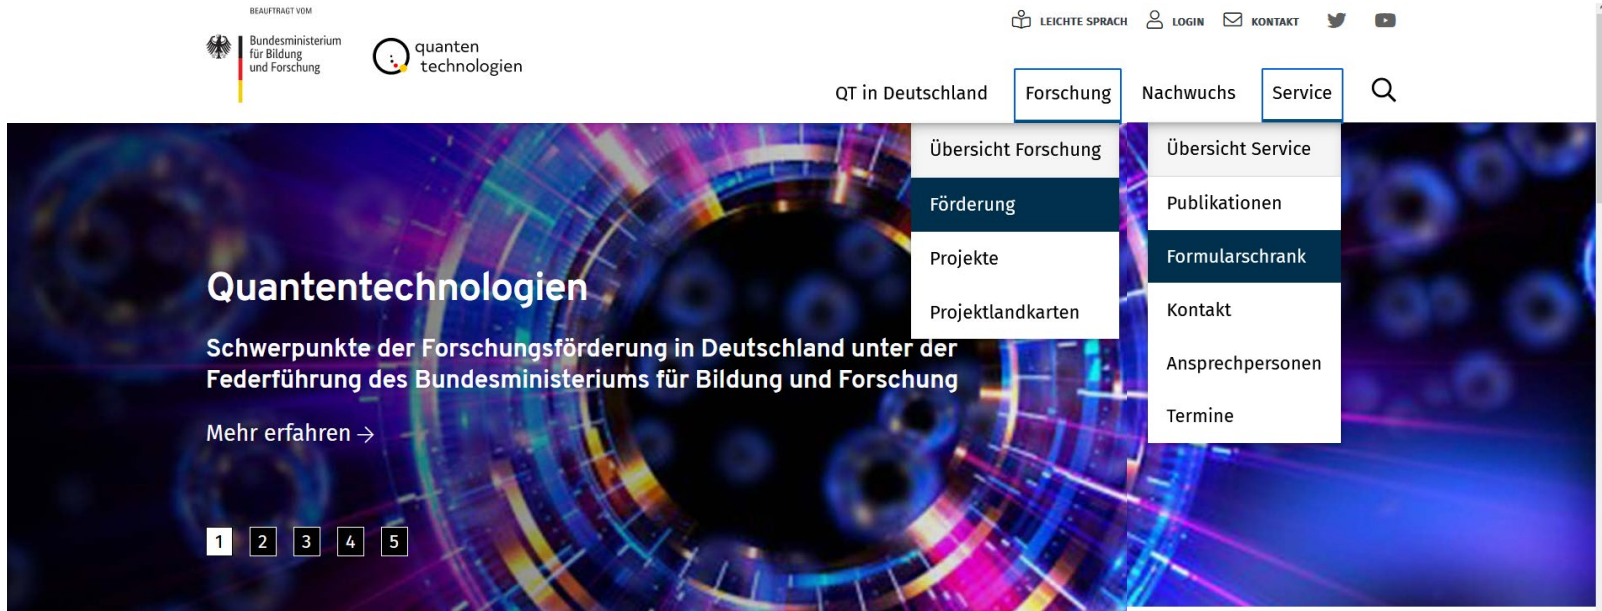 BEAUFTRAGT VOM
Bundesministerium
für Bildung
und Forschung
quanten
technologien
LEICHTE SPRACH
LOGIN
KONTAKT
QT in Deutschland
Forschung
Nachwuchs
Service
Übersicht Forschung
Förderung
Projekte
Projektlandkarten
Übersicht Service
Publikationen
Formularschrank
Kontakt
Ansprechpersonen
Termine
Quantentechnologien
Schwerpunkte der Forschungsförderung in Deutschland unter der
Federführung des Bundesministeriums für Bildung und Forschung
Mehr erfahren
1 2 3 4 5